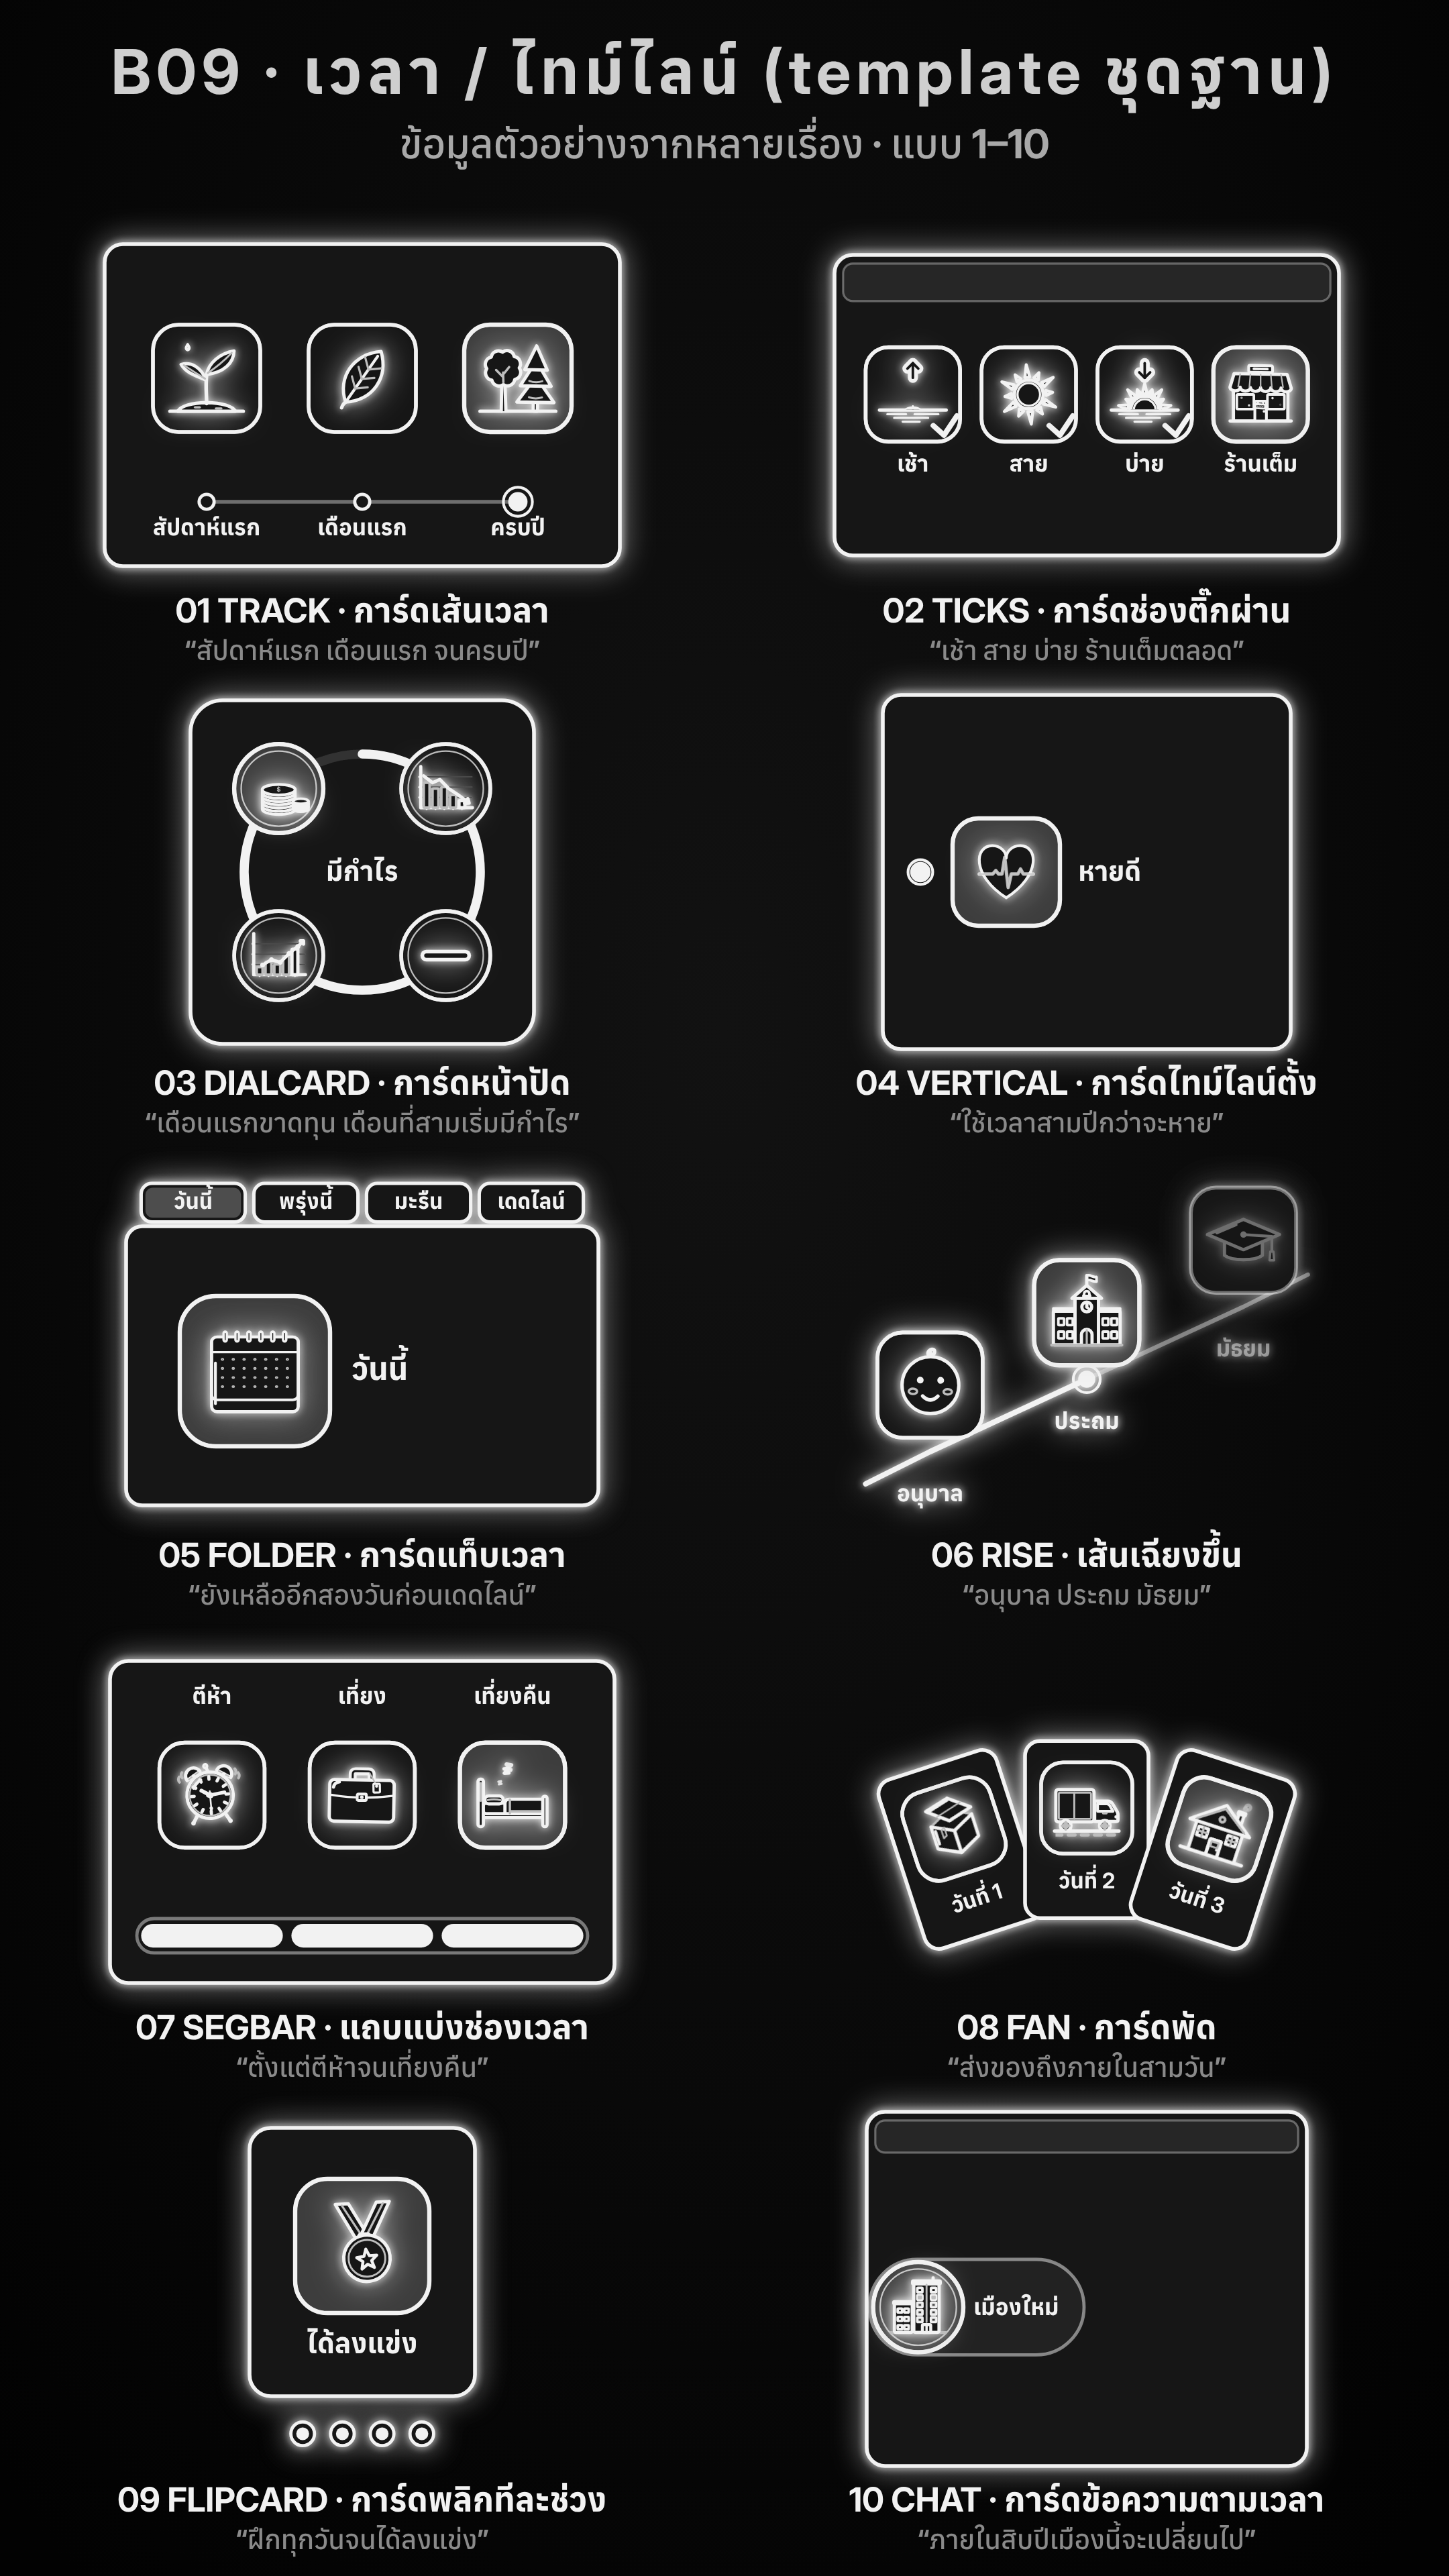 B09 · เวลา / ไทม์ไลน์ (template ชุดฐาน)
ข้อมูลตัวอย่างจากหลายเรื่อง · แบบ 1–10
สัปดาห์แรก เดือนแรก ครบปี
01 TRACK · การ์ดเส้นเวลา
“สัปดาห์แรก เดือนแรก จนครบปี”
เช้า สาย บ่าย ร้านเต็ม
02 TICKS · การ์ดช่องติ๊กผ่าน
“เช้า สาย บ่าย ร้านเต็มตลอด”
มีกำไร
03 DIALCARD · การ์ดหน้าปัด
“เดือนแรกขาดทุน เดือนที่สามเริ่มมีกำไร”
หายดี
04 VERTICAL · การ์ดไทม์ไลน์ตั้ง
“ใช้เวลาสามปีกว่าจะหาย”
วันนี้ พรุ่งนี้ มะรืน เดดไลน์
วันนี้
05 FOLDER · การ์ดแท็บเวลา
“ยังเหลืออีกสองวันก่อนเดดไลน์”
มัธยม
ประถม
อนุบาล
06 RISE · เส้นเฉียงขึ้น
“อนุบาล ประถม มัธยม”
ตีห้า เที่ยง เที่ยงคืน
07 SEGBAR · แถบแบ่งช่องเวลา
“ตั้งแต่ตีห้าจนเที่ยงคืน”
วันที่ 1 วันที่ 2 วันที่ 3
08 FAN · การ์ดพัด
“ส่งของถึงภายในสามวัน”
ได้ลงแข่ง
09 FLIPCARD · การ์ดพลิกทีละช่วง
“ฝึกทุกวันจนได้ลงแข่ง”
เมืองใหม่
10 CHAT · การ์ดข้อความตามเวลา
“ภายในสิบปีเมืองนี้จะเปลี่ยนไป”